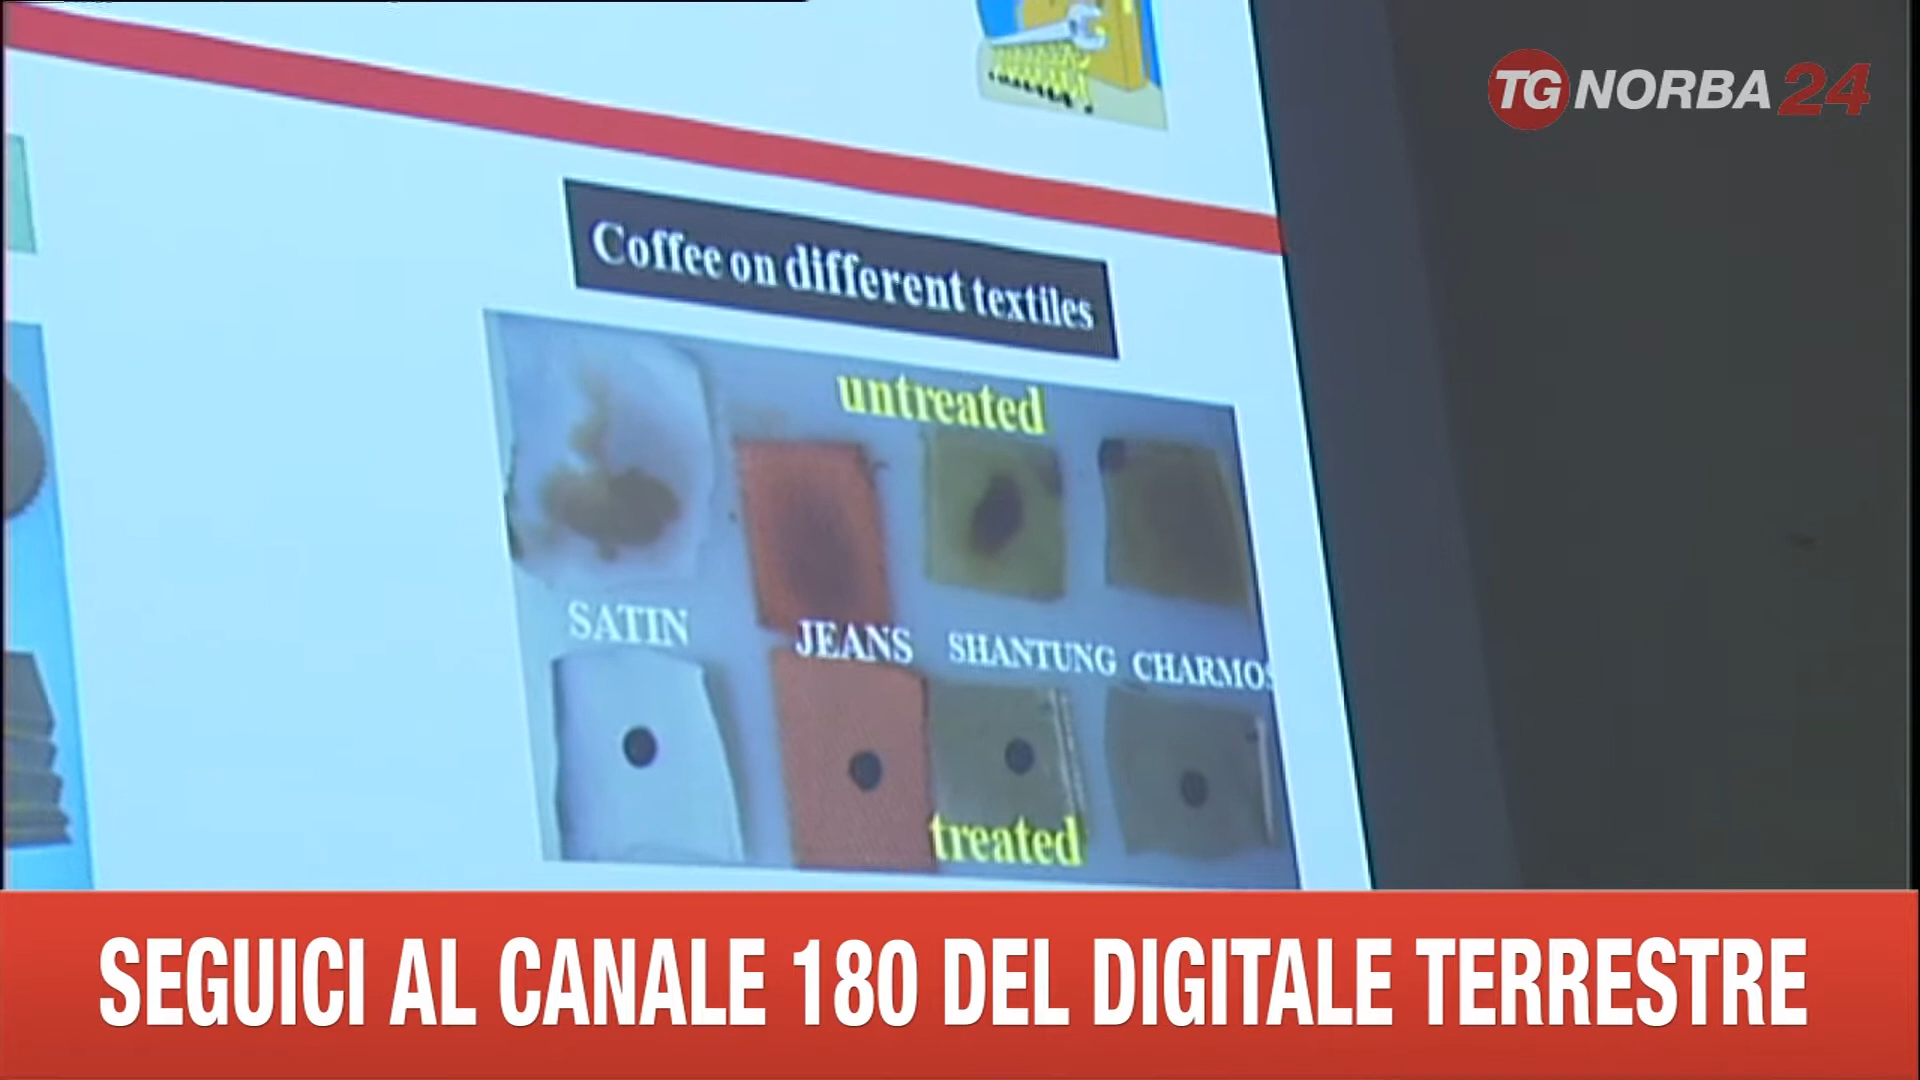 TG NORBA 24
Coffee on different textiles
untreated
SATIN JEANS SHANTUNG CHARMOS
treated
SEGUICI AL CANALE 180 DEL DIGITALE TERRESTRE